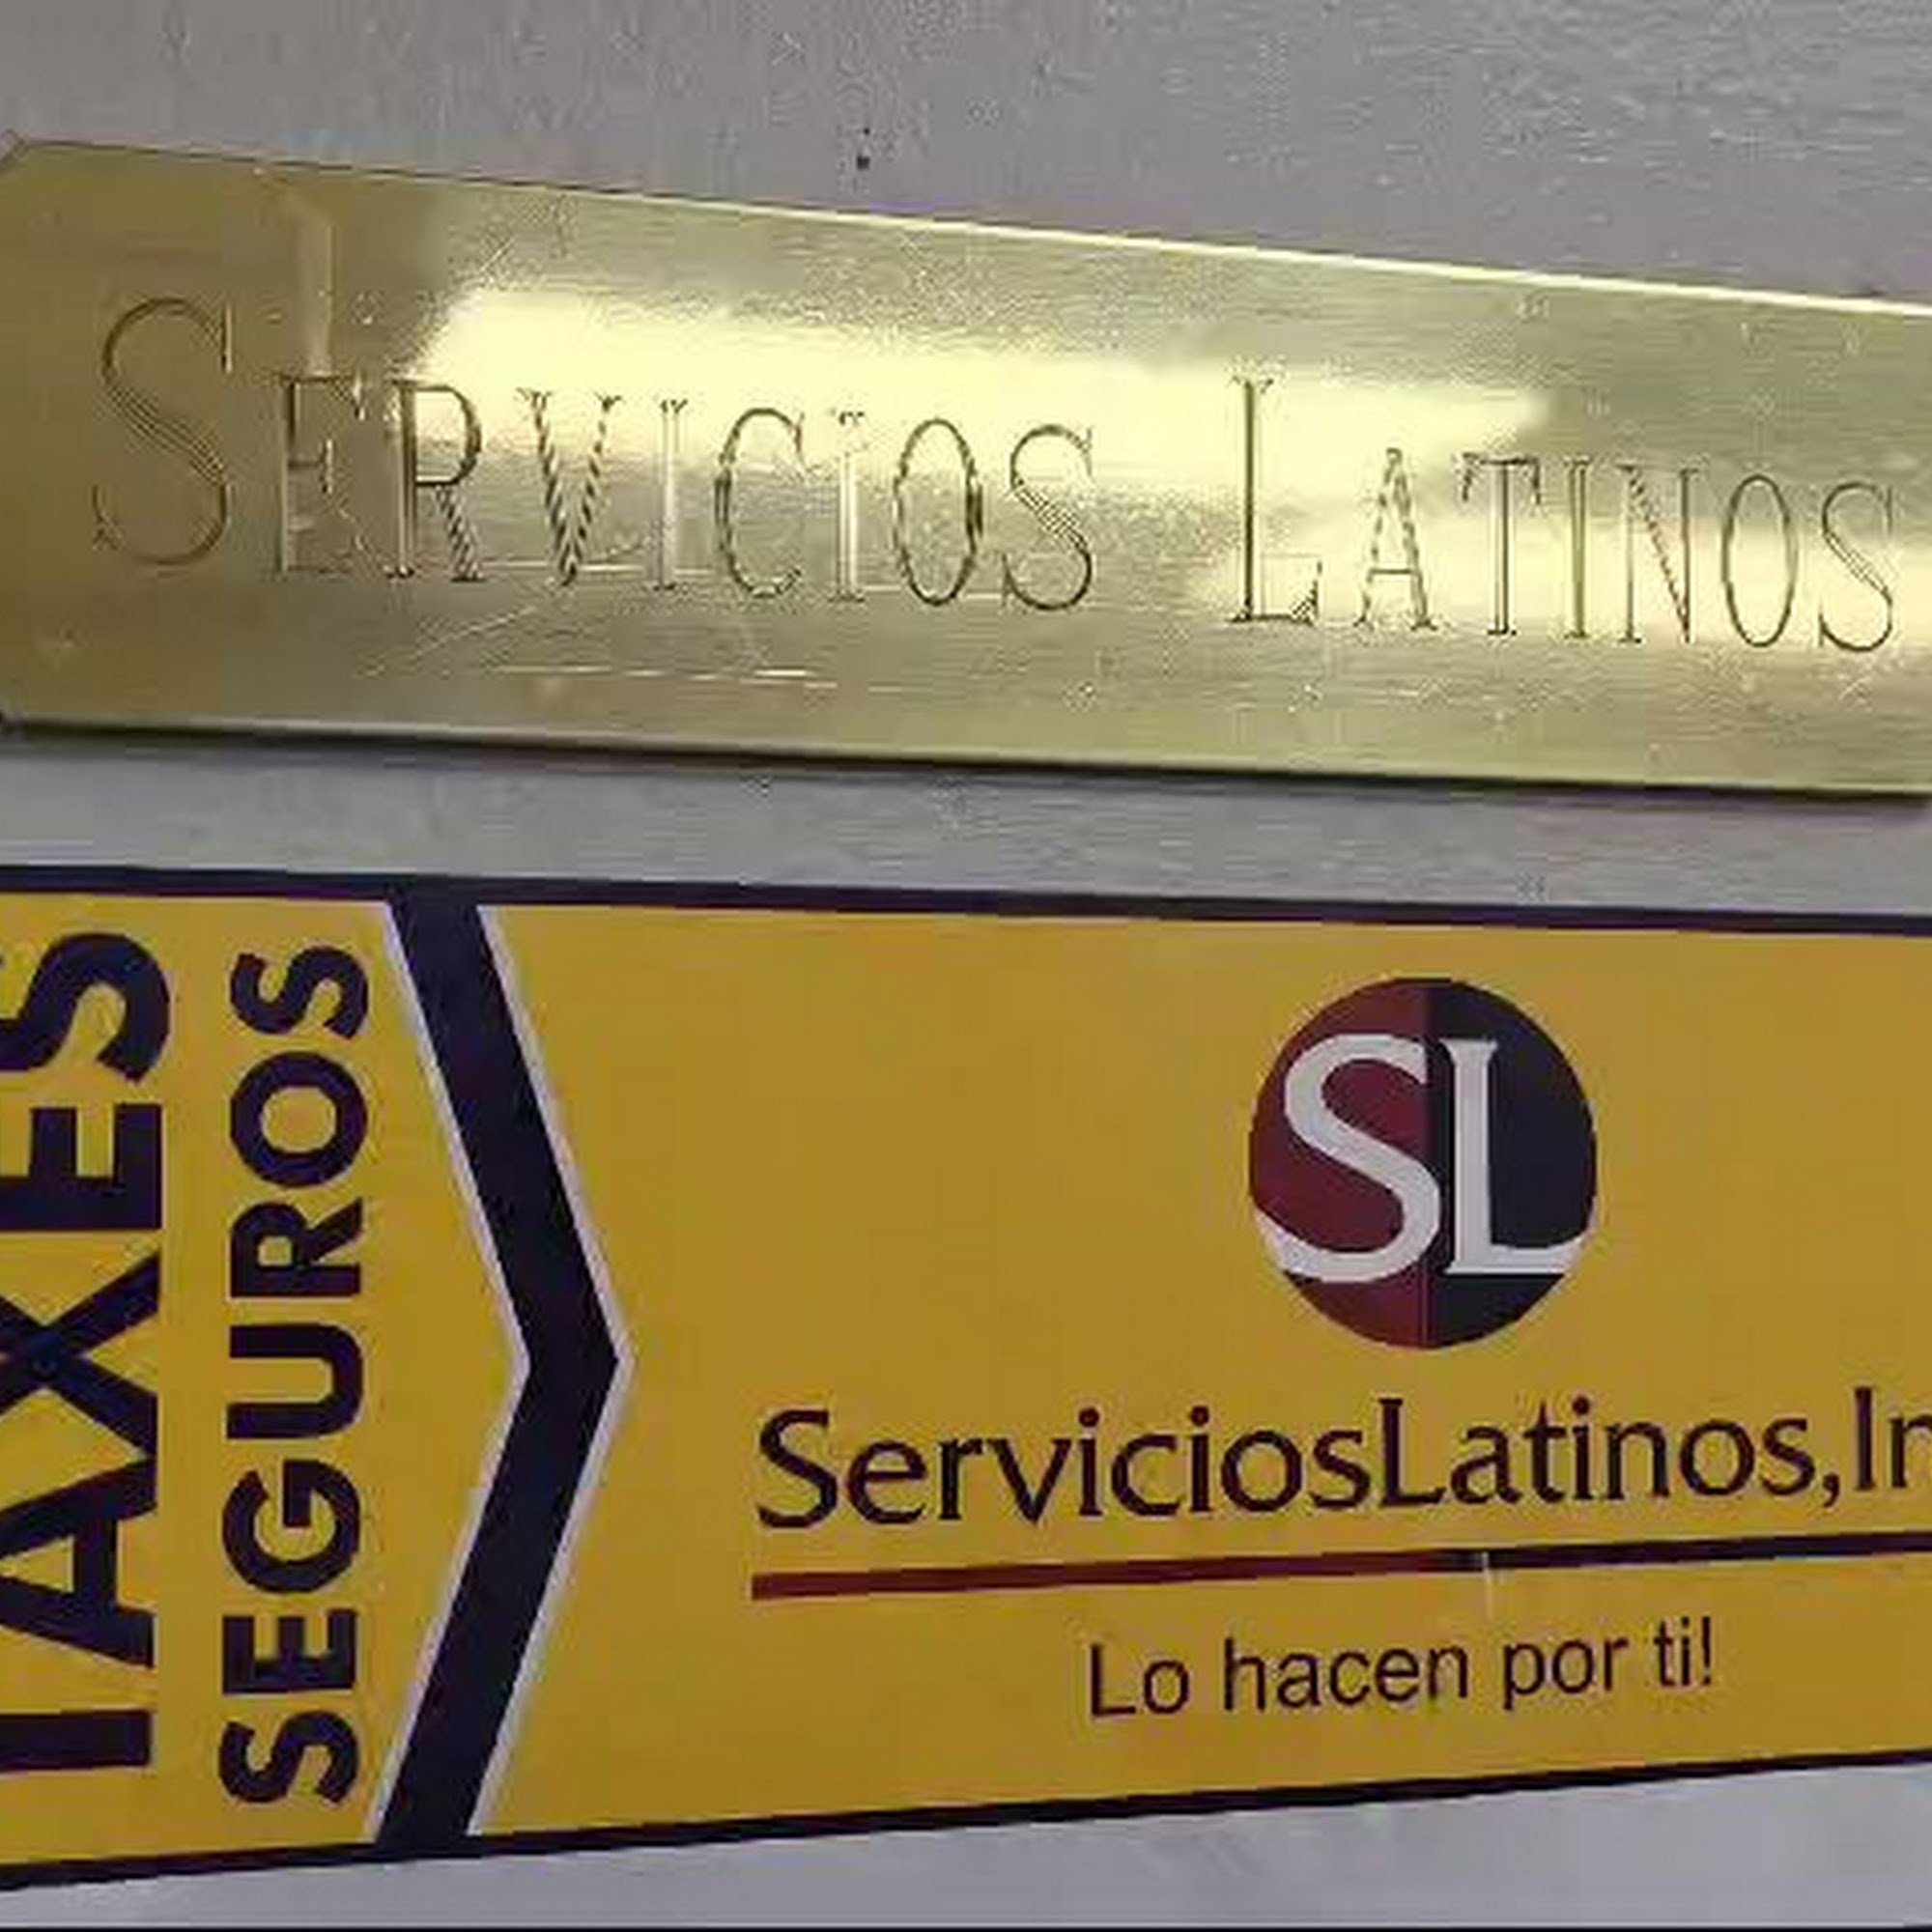 SERVICIOS LATINOS
TAXES
SEGUROS
SL
ServiciosLatinos,In
Lo hacen por ti!